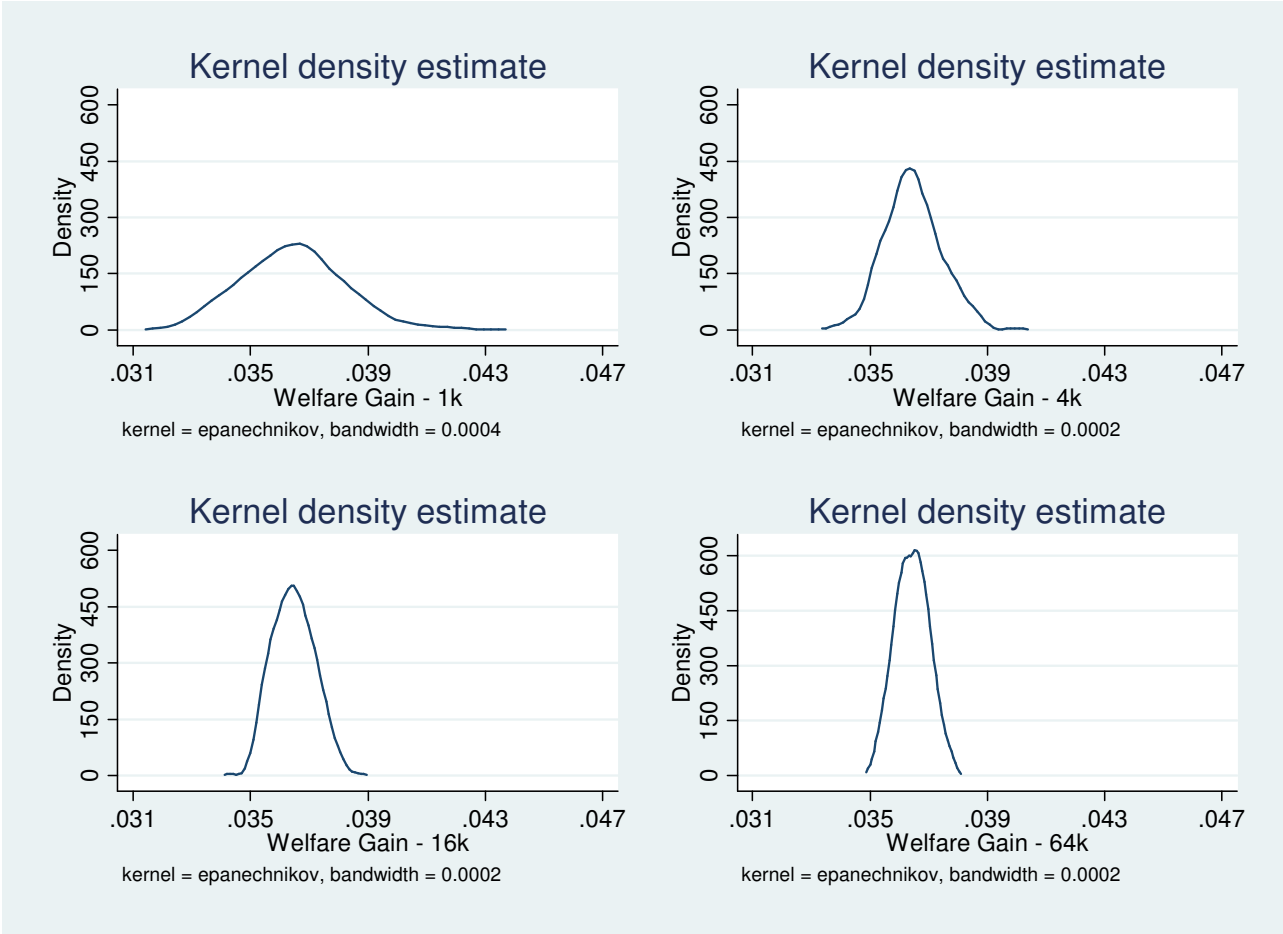 Kernel density estimate
600
450
300
150
0
Density
.031 .035 .039 .043 .047
Welfare Gain - 1k
kernel = epanechnikov, bandwidth = 0.0004
Kernel density estimate
600
450
300
150
0
Density
.031 .035 .039 .043 .047
Welfare Gain - 4k
kernel = epanechnikov, bandwidth = 0.0002
Kernel density estimate
600
450
300
150
0
Density
.031 .035 .039 .043 .047
Welfare Gain - 16k
kernel = epanechnikov, bandwidth = 0.0002
Kernel density estimate
600
450
300
150
0
Density
.031 .035 .039 .043 .047
Welfare Gain - 64k
kernel = epanechnikov, bandwidth = 0.0002